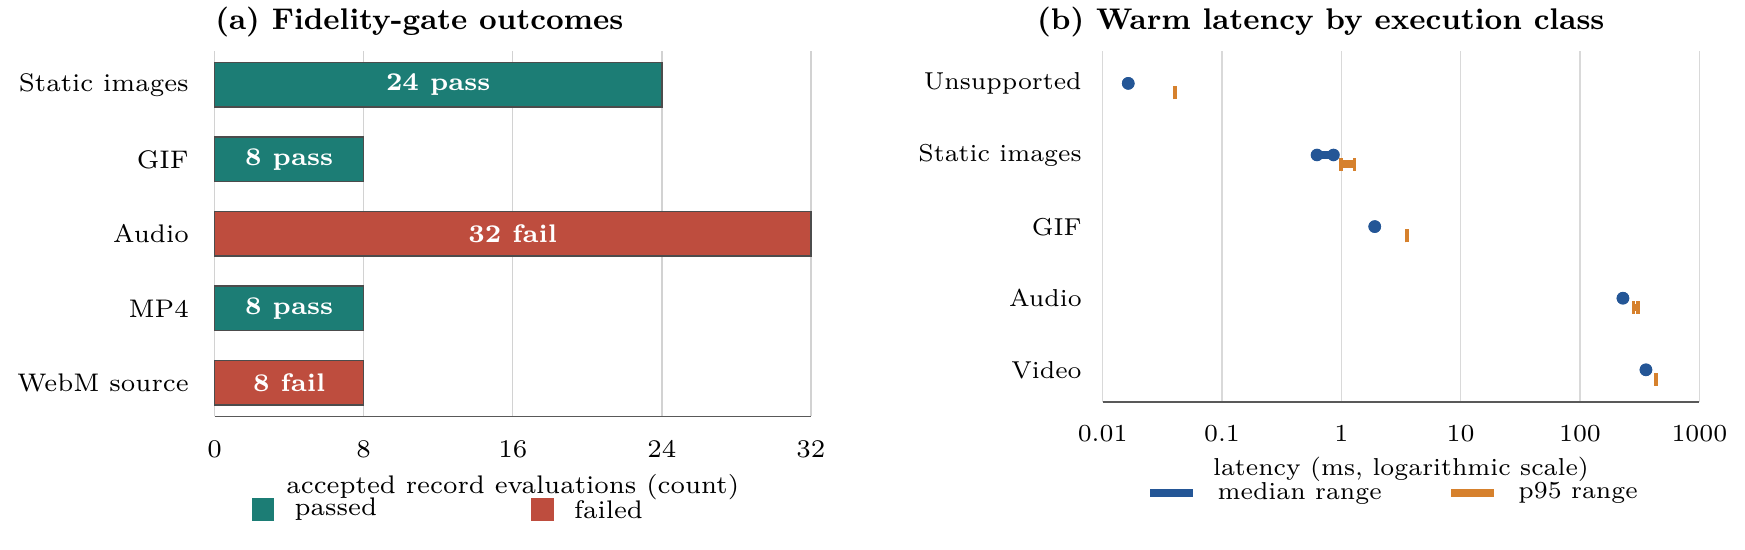 (a) Fidelity-gate outcomes
Static images
24 pass
GIF
8 pass
Audio
32 fail
MP4
8 pass
WebM source
8 fail
0 8 16 24 32
accepted record evaluations (count)
passed failed
(b) Warm latency by execution class
Unsupported
Static images
GIF
Audio
Video
0.01 0.1 1 10 100 1000
latency (ms, logarithmic scale)
median range p95 range